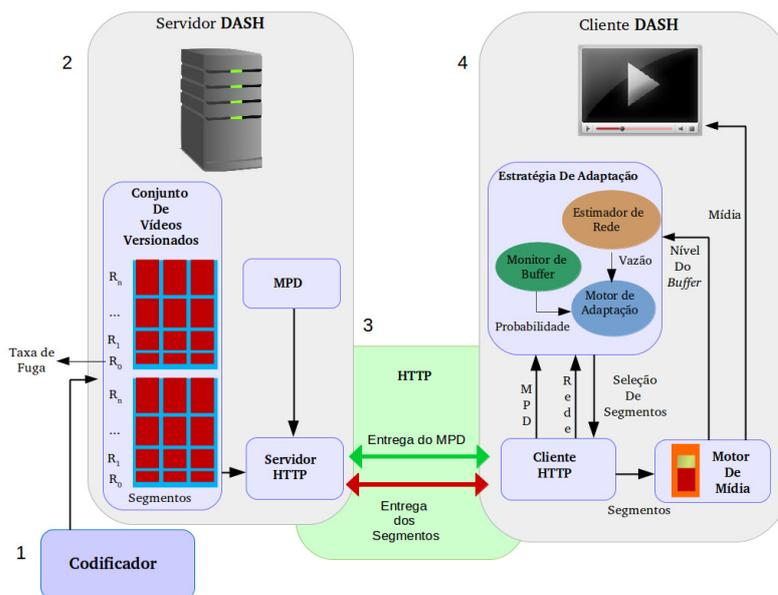 Servidor DASH
2
Conjunto
De
Vídeos
Versionados
Rn
...
R1
R0
Rn
...
R1
R0
Segmentos
Taxa de
Fuga
MPD
Servidor
HTTP
1
Codificador
3
HTTP
Entrega do MPD
Entrega
dos
Segmentos
Cliente DASH
4
Estratégia De Adaptação
Estimador de
Rede
Monitor de
Buffer
Vazão
Motor de
Adaptação
Probabilidade
Mídia
Nível
Do
Buffer
M
P
D
R
e
d
e
Seleção
De
Segmentos
Cliente
HTTP
Motor
De
Mídia
Segmentos